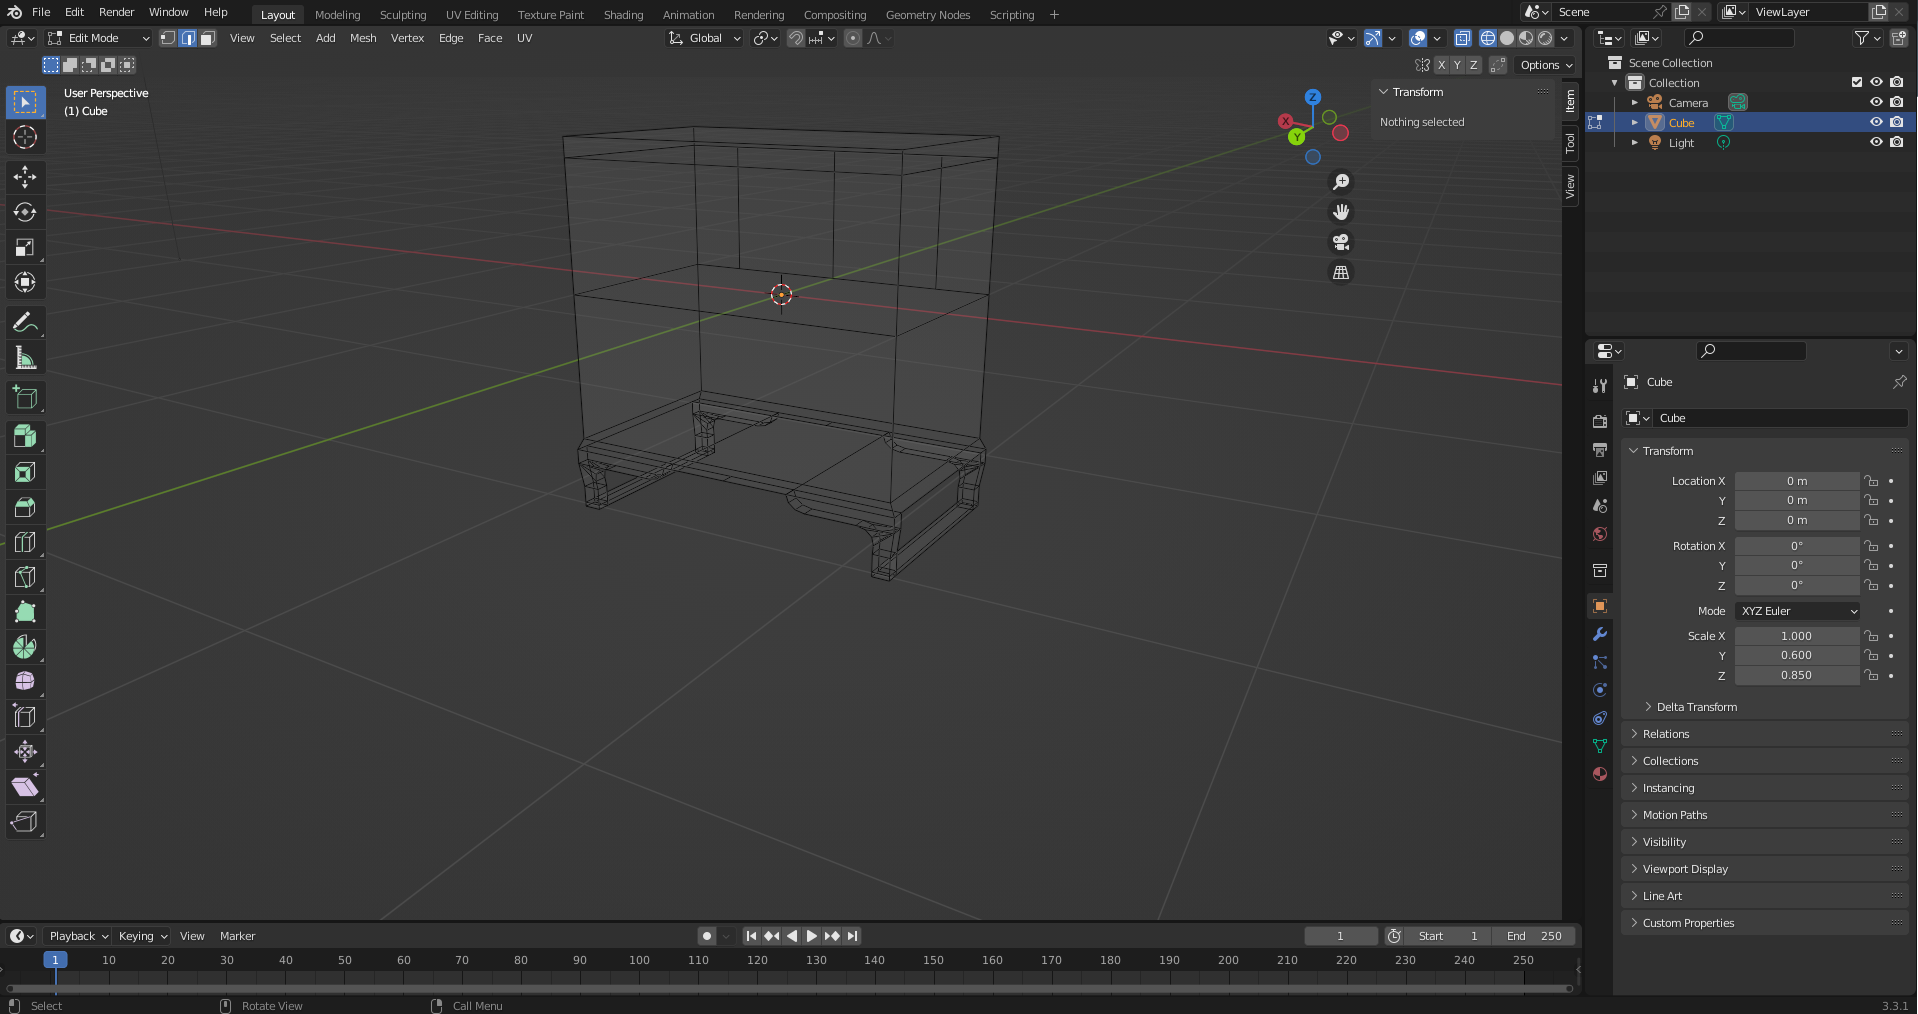 File Edit Render Window Help Layout Modeling Sculpting UV Editing Texture Paint Shading Animation Rendering Compositing Geometry Nodes Scripting + Scene ViewLayer
Edit Mode View Select Add Mesh Vertex Edge Face UV Global
X Y Z Options
User Perspective
(1) Cube
Z
X
Y
Transform
Nothing selected
Item
Tool
View
Scene Collection
Collection
Camera
Cube
Light
Cube
Cube
Transform
Location X 0 m
Y 0 m
Z 0 m
Rotation X 0°
Y 0°
Z 0°
Mode XYZ Euler
Scale X 1.000
Y 0.600
Z 0.850
Delta Transform
Relations
Collections
Instancing
Motion Paths
Visibility
Viewport Display
Line Art
Custom Properties
Playback Keying View Marker 1 Start 1 End 250
1 10 20 30 40 50 60 70 80 90 100 110 120 130 140 150 160 170 180 190 200 210 220 230 240 250
Select Rotate View Call Menu 3.3.1